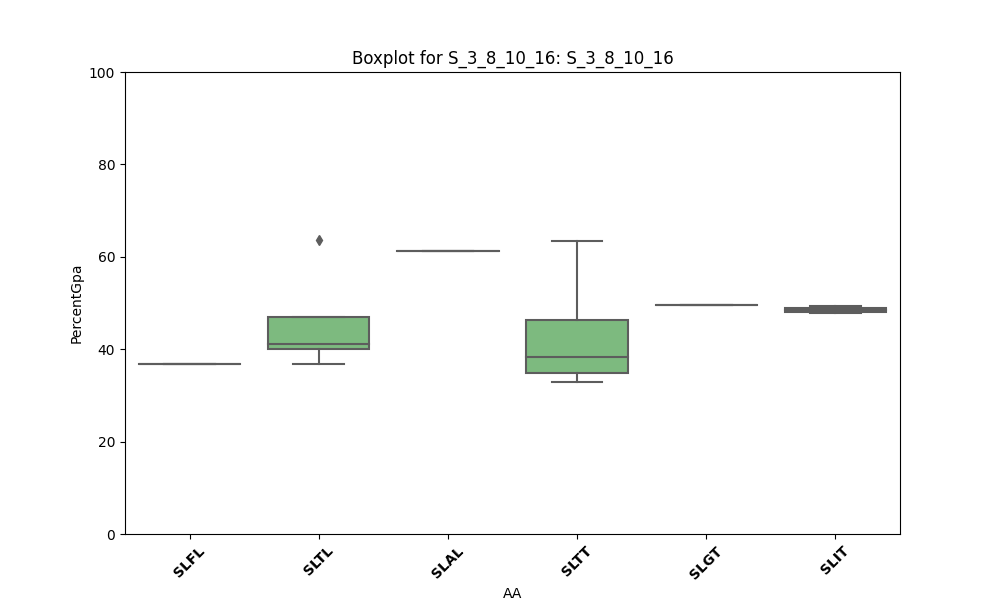 Boxplot for S_3_8_10_16: S_3_8_10_16
100
80
60
40
20
0
PercentGpa
SLFL
SLTL
SLAL
SLTT
SLGT
SLIT
AA